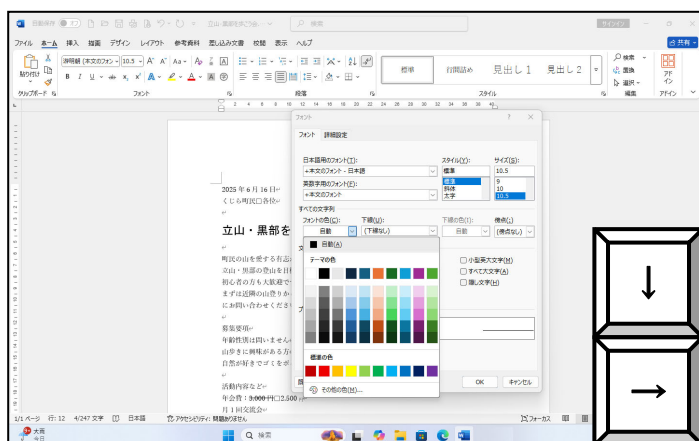 自動保存 オフ
検索
サインイン
ファイル ホーム 挿入 描画 デザイン レイアウト 参考資料 差し込み文書 校閲 表示 ヘルプ
共有
貼り付け
游明朝 (本文のフォン 10.5
標準 行間詰め 見出し 1 見出し 2
検索
置換
選択
アドイン
クリップボード フォント 段落 スタイル 編集 アドイン
2025 年 6 月 16 日
くじら町民各位
立山・黒部を
町民の山を愛する有志
立山・黒部の登山を目
初心者の方も大歓迎で
まずは近隣の山登りか
にお問い合わせくださ
募集要項
年齢性別は問いません
山歩きに興味がある方
自然が好きでゴミをポ
活動内容など
年会費：3,000 円□2,500
月 1 回交流会
フォント
? ×
フォント 詳細設定
日本語用のフォント(T):
+本文のフォント - 日本語
スタイル(Y):
標準
標準
斜体
太字
サイズ(S):
10.5
9
10
10.5
英数字用のフォント(F):
+本文のフォント
すべての文字列
フォントの色(C): 下線(U): 下線の色(I): 傍点(:)
自動 (下線なし) 自動 (傍点なし)
自動(A)
テーマの色
標準の色
その他の色(M)...
小型英大文字(M)
すべて大文字(A)
隠し文字(H)
OK キャンセル
↓
→
1/1 ページ 行: 12 4/247 文字 日本語 アクセシビリティ: 問題ありません
フォーカス
大雨
今日
検索